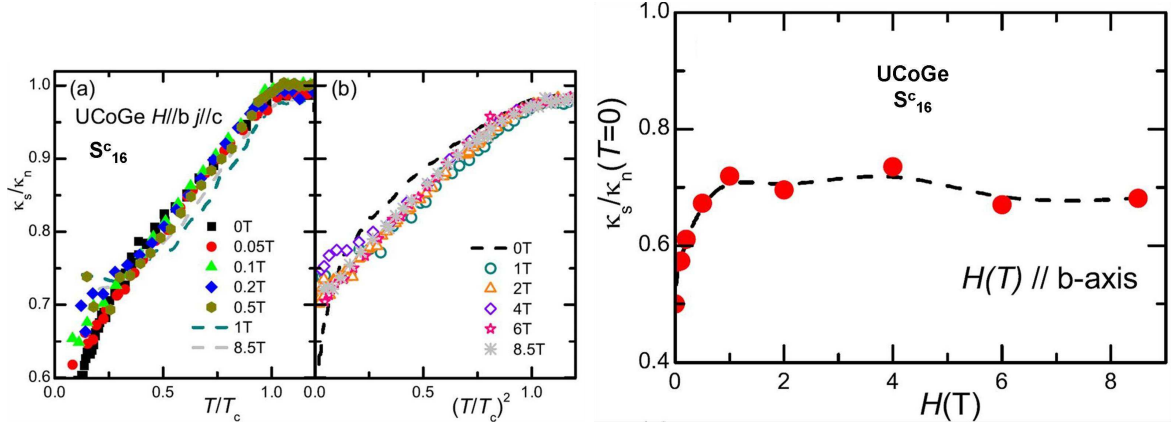 κs/κn
1.0
0.9
0.8
0.7
0.6
(a)
UCoGe H//b j//c
Sc16
0T
0.05T
0.1T
0.2T
0.5T
1T
8.5T
0.0
0.5
1.0
T/Tc
(b)
0T
1T
2T
4T
6T
8.5T
0.5
1.0
(T/Tc)2
κs/κn(T=0)
1.0
0.8
0.6
0.4
UCoGe
Sc16
H(T) // b-axis
0
2
4
6
8
H(T)